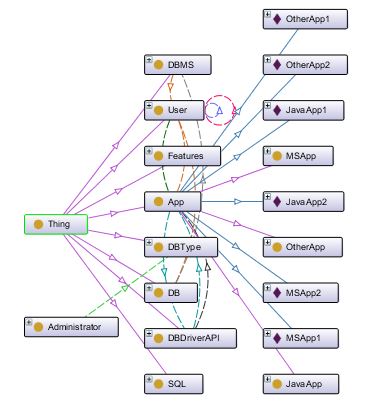 OtherApp1
DBMS
OtherApp2
User
JavaApp1
Features
MSApp
App
JavaApp2
Thing
DBType
OtherApp
DB
MSApp2
Administrator
DBDriverAPI
MSApp1
SQL
JavaApp